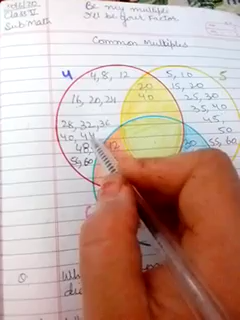 Class V
Sub: Math
Be my multiple
I'll be your factor.
Common Multiples
4
4, 8, 12
16, 20, 24
28, 32, 36
40, 44
48
56, 60
20
40
5
5, 10
15, 20
25, 30
35, 40
45,
50
55, 60
12
30
Q